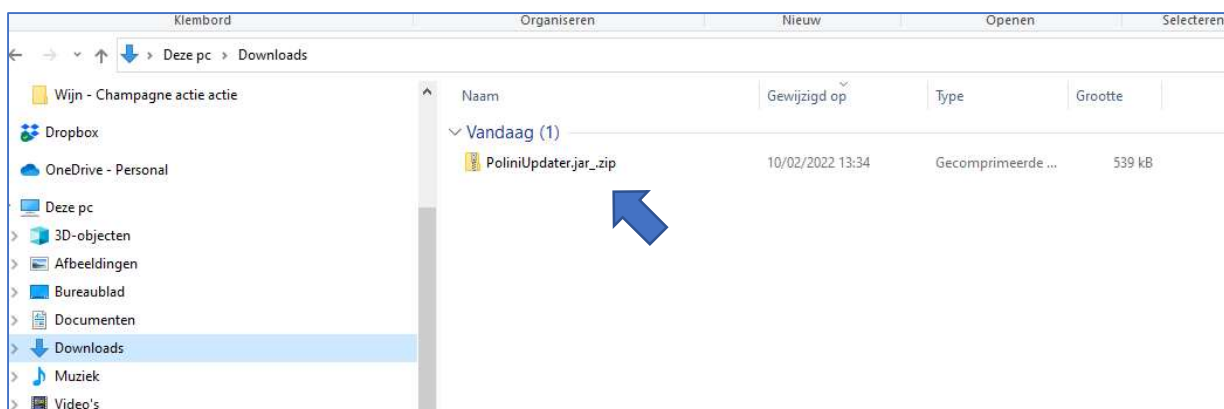 Klembord Organiseren Nieuw Openen Selecteren
Deze pc > Downloads
Wijn - Champagne actie actie
Naam Gewijzigd op Type Grootte
Dropbox
Vandaag (1)
OneDrive - Personal
PoliniUpdater.jar_.zip 10/02/2022 13:34 Gecomprimeerde ... 539 kB
Deze pc
3D-objecten
Afbeeldingen
Bureaublad
Documenten
Downloads
Muziek
Video's